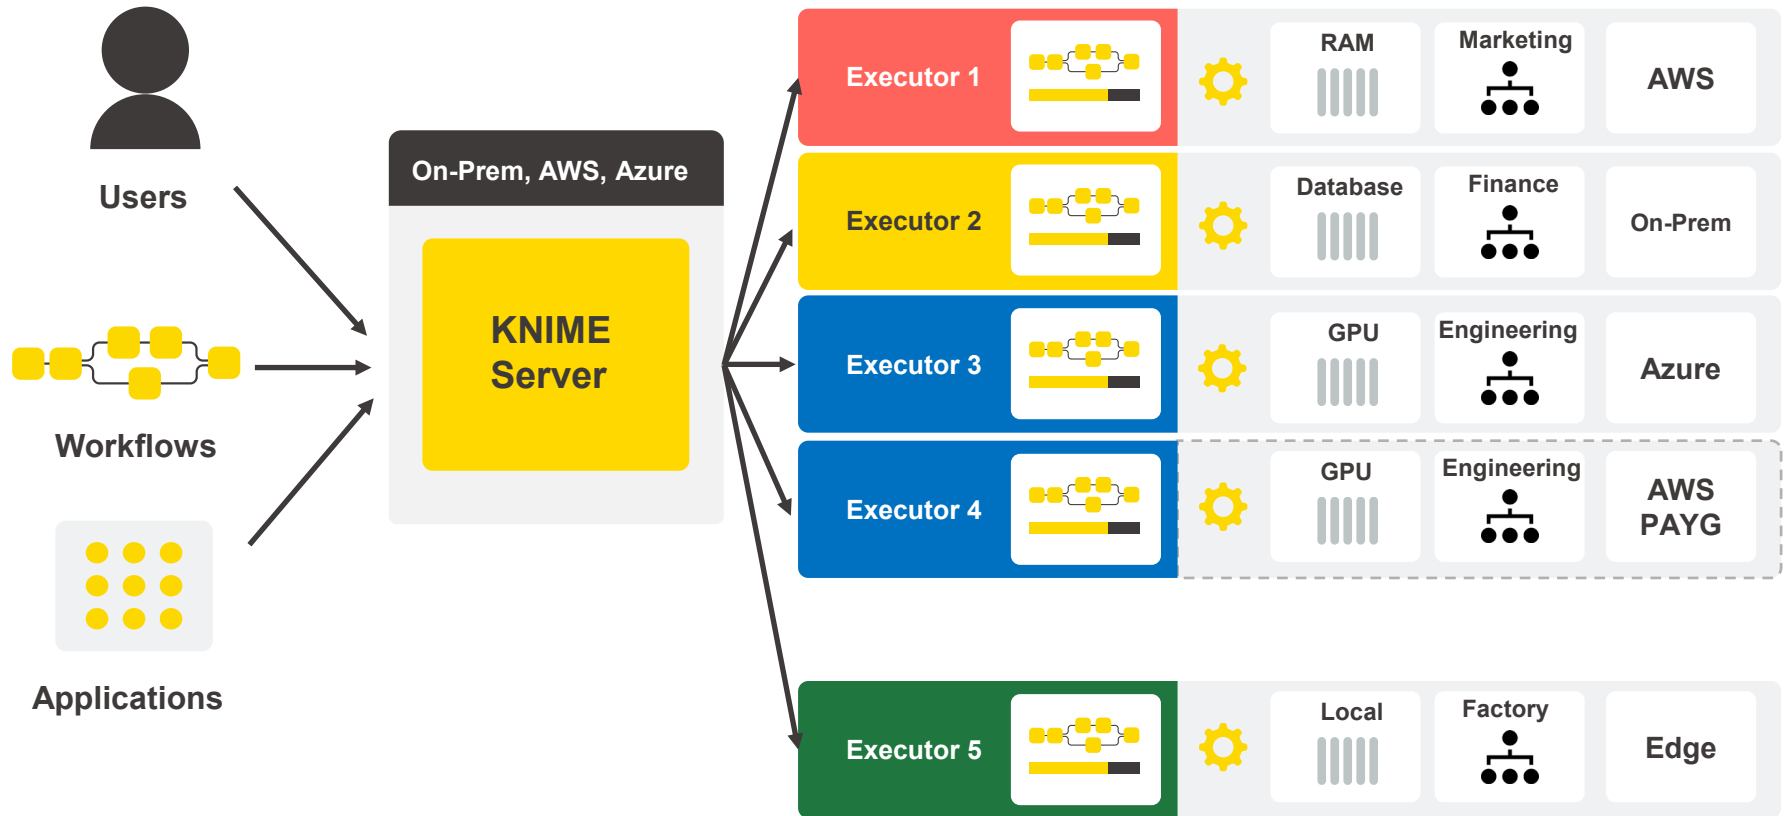 Users
Workflows
Applications
On-Prem, AWS, Azure
KNIME
Server
Executor 1
RAM
Marketing
AWS
Executor 2
Database
Finance
On-Prem
Executor 3
GPU
Engineering
Azure
Executor 4
GPU
Engineering
AWS
PAYG
Executor 5
Local
Factory
Edge